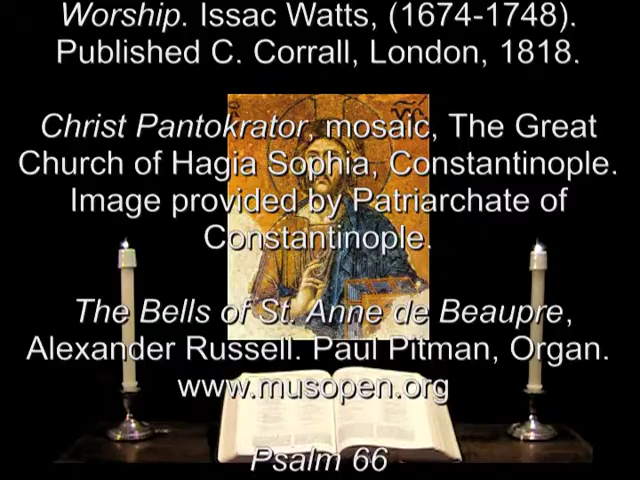 Worship. Issac Watts, (1674-1748).
Published C. Corrall, London, 1818.
Christ Pantokrator, mosaic, The Great
Church of Hagia Sophia, Constantinople.
Image provided by Patriarchate of
Constantinople.
The Bells of St. Anne de Beaupre,
Alexander Russell. Paul Pitman, Organ.
www.musopen.org
Psalm 66